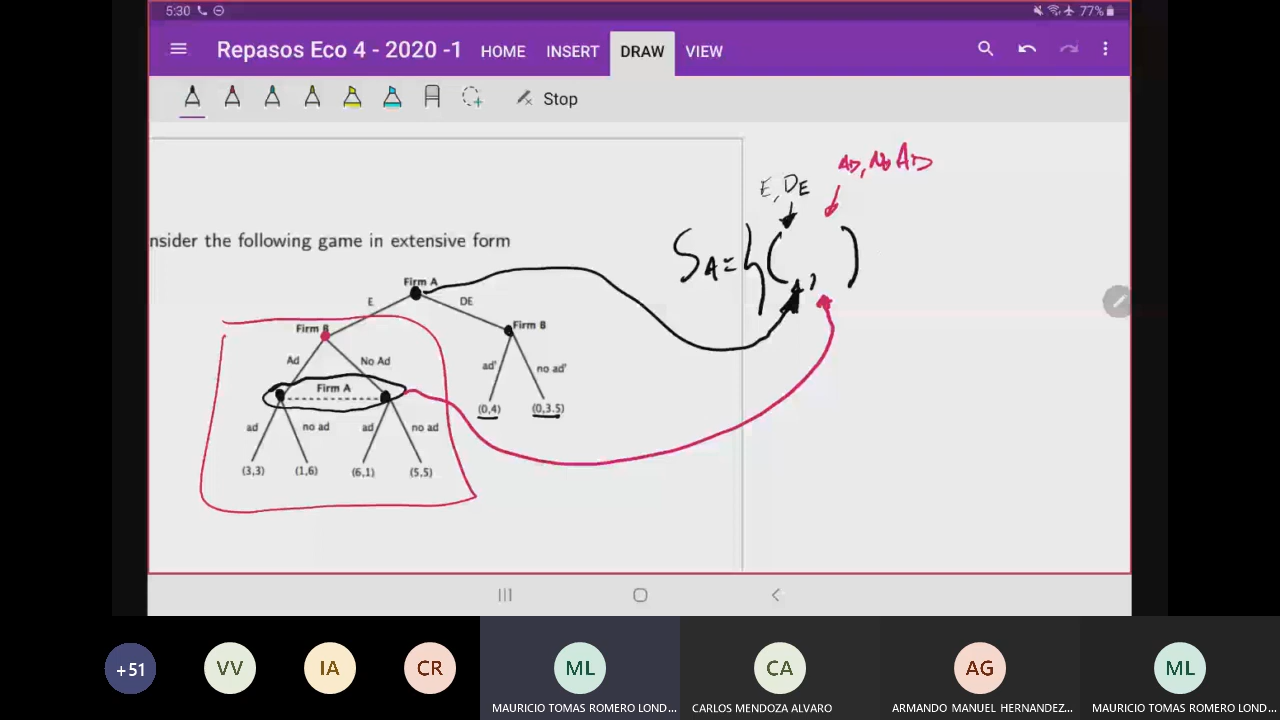 5:30
77%
Repasos Eco 4 - 2020 -1 HOME INSERT DRAW VIEW
Stop
AD, No AD
E, DE
nsider the following game in extensive form
SA = {( , )
Firm A
E DE
Firm B Firm B
Ad No Ad ad' no ad'
Firm A
(0,4) (0,3.5)
ad no ad ad no ad
(3,3) (1,6) (6,1) (5,5)
+51 VV IA CR ML CA AG ML
MAURICIO TOMAS ROMERO LOND... CARLOS MENDOZA ALVARO ARMANDO MANUEL HERNANDEZ... MAURICIO TOMAS ROMERO LOND...